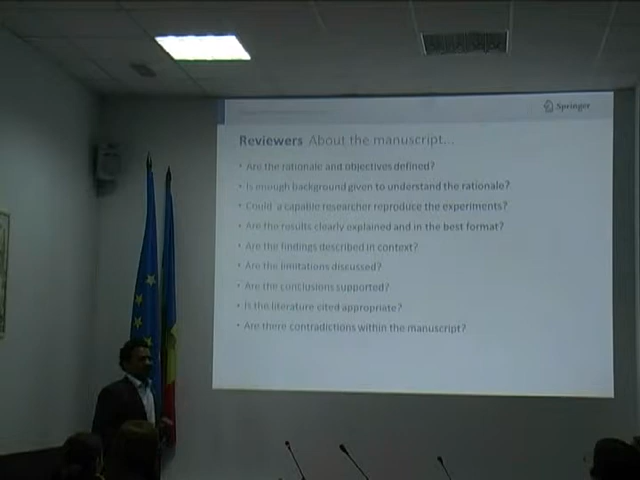 Springer
Reviewers About the manuscript...
• Are the rationale and objectives defined?
• Is enough background given to understand the rationale?
• Could a capable researcher reproduce the experiments?
• Are the results clearly explained and in the best format?
• Are the findings described in context?
• Are the limitations discussed?
• Are the conclusions supported?
• Is the literature cited appropriate?
• Are there contradictions within the manuscript?